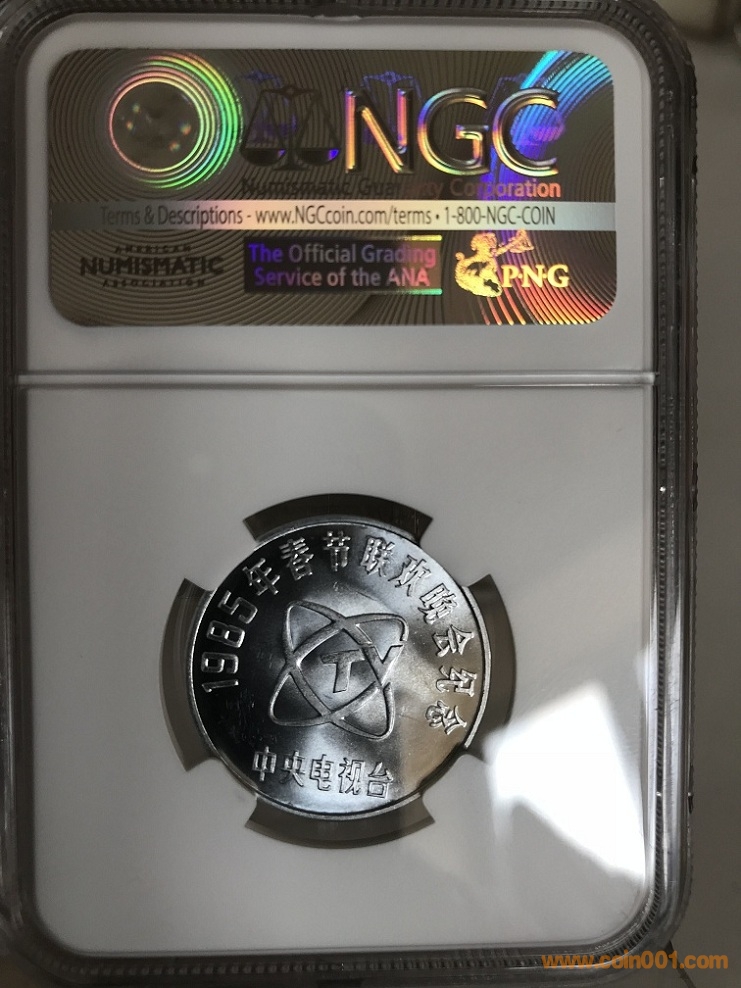 NGC
Numismatic Guaranty Corporation
Terms & Descriptions - www.NGCcoin.com/terms • 1-800-NGC-COIN
AMERICAN
NUMISMATIC
ASSOCIATION
The Official Grading
Service of the ANA
PNG
1985年春节联欢晚会纪念
中央电视台
www.coin001.com